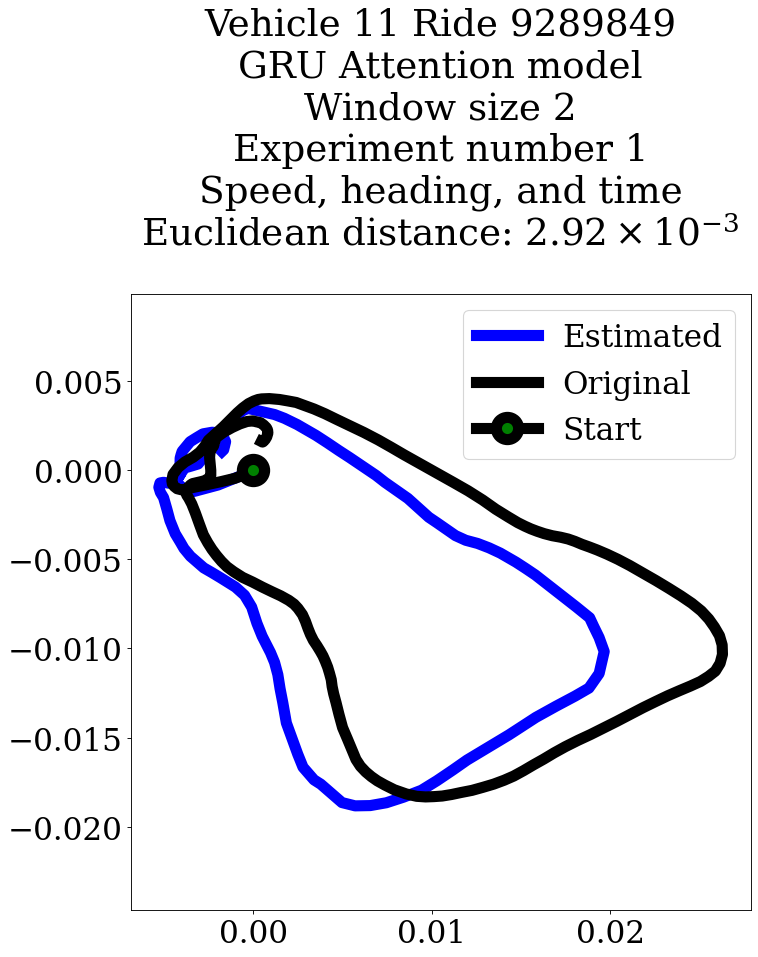 Vehicle 11 Ride 9289849
GRU Attention model
Window size 2
Experiment number 1
Speed, heading, and time
Euclidean distance: 2.92 × 10⁻³
Estimated
Original
Start
0.005
0.000
−0.005
−0.010
−0.015
−0.020
0.00 0.01 0.02